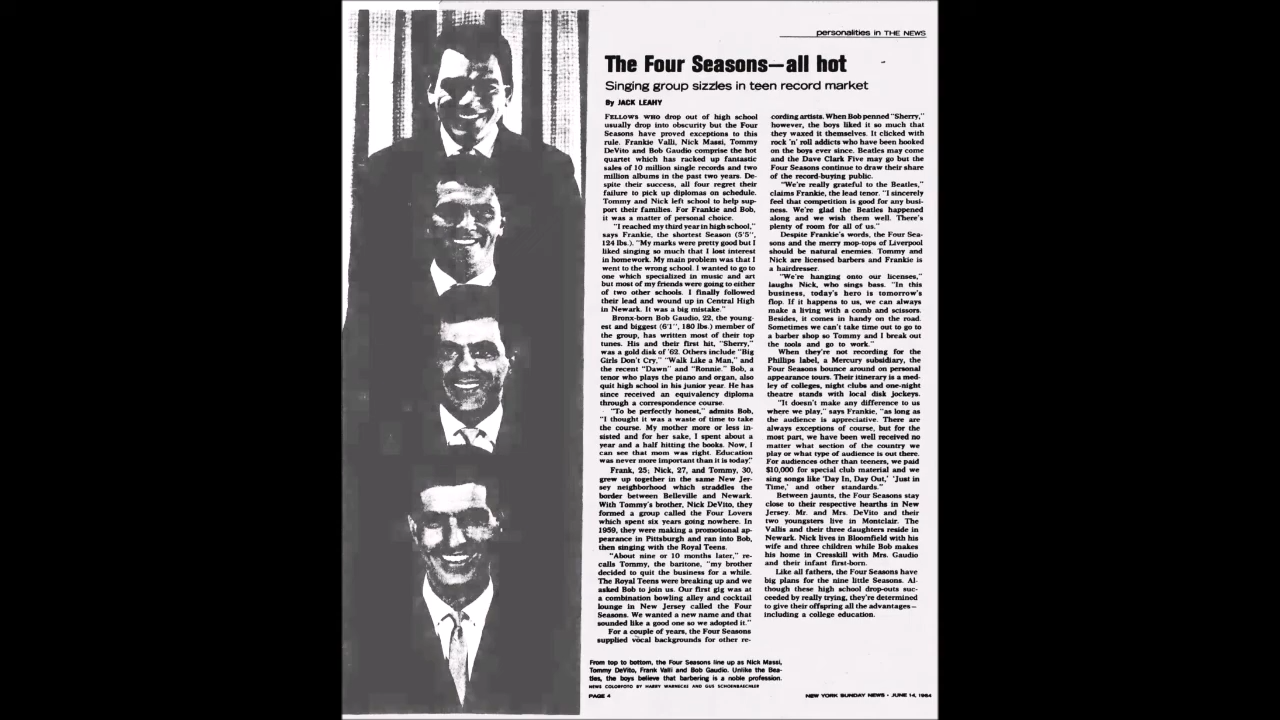 personalities in THE NEWS
The Four Seasons—all hot
Singing group sizzles in teen record market
By JACK LEAHY
FELLOWS WHO drop out of high school
usually drop into obscurity but the Four
Seasons have proved exceptions to this
rule. Frankie Valli, Nick Massi, Tommy
DeVito and Bob Gaudio comprise the hot
quartet which has racked up fantastic
sales of 10 million single records and two
million albums in the past two years. De-
spite their success, all four regret their
failure to pick up diplomas on schedule.
Tommy and Nick left school to help sup-
port their families. For Frankie and Bob,
it was a matter of personal choice.
"I reached my third year in high school,"
says Frankie, the shortest Season (5'5",
124 lbs.). "My marks were pretty good but I
liked singing so much that I lost interest
in homework. My main problem was that I
went to the wrong school. I wanted to go to
one which specialized in music and art
but most of my friends were going to either
of two other schools. I finally followed
their lead and wound up in Central High
in Newark. It was a big mistake."
Bronx-born Bob Gaudio, 22, the young-
est and biggest (6'1", 180 lbs.) member of
the group, has written most of their top
tunes. His and their first hit, "Sherry,"
was a gold disk of '62. Others include "Big
Girls Don't Cry," "Walk Like a Man," and
the recent "Dawn" and "Ronnie." Bob, a
tenor who plays the piano and organ, also
quit high school in his junior year. He has
since received an equivalency diploma
through a correspondence course.
"To be perfectly honest," admits Bob,
"I thought it was a waste of time to take
the course. My mother more or less in-
sisted and for her sake, I spent about a
year and a half hitting the books. Now, I
can see that mom was right. Education
was never more important than it is today."
Frank, 25; Nick, 27, and Tommy, 30,
grew up together in the same New Jer-
sey neighborhood which straddles the
border between Belleville and Newark.
With Tommy's brother, Nick DeVito, they
formed a group called the Four Lovers
which spent six years going nowhere. In
1959, they were making a promotional ap-
pearance in Pittsburgh and ran into Bob,
then singing with the Royal Teens.
"About nine or 10 months later," re-
calls Tommy, the baritone, "my brother
decided to quit the business for a while.
The Royal Teens were breaking up and we
asked Bob to join us. Our first gig was at
a combination bowling alley and cocktail
lounge in New Jersey called the Four
Seasons. We wanted a new name and that
sounded like a good one so we adopted it."
For a couple of years, the Four Seasons
supplied vocal backgrounds for other re-
cording artists. When Bob penned "Sherry,"
however, the boys liked it so much that
they waxed it themselves. It clicked with
rock 'n' roll addicts who have been hooked
on the boys ever since. Beatles may come
and the Dave Clark Five may go but the
Four Seasons continue to draw their share
of the record-buying public.
"We're really grateful to the Beatles,"
claims Frankie, the lead tenor. "I sincerely
feel that competition is good for any busi-
ness. We're glad the Beatles happened
along and we wish them well. There's
plenty of room for all of us."
Despite Frankie's words, the Four Sea-
sons and the merry mop-tops of Liverpool
should be natural enemies. Tommy and
Nick are licensed barbers and Frankie is
a hairdresser.
"We're hanging onto our licenses,"
laughs Nick, who sings bass. "In this
business, today's hero is tomorrow's
flop. If it happens to us, we can always
make a living with a comb and scissors.
Besides, it comes in handy on the road.
Sometimes we can't take time out to go to
a barber shop so Tommy and I break out
the tools and go to work."
When they're not recording for the
Phillips label, a Mercury subsidiary, the
Four Seasons bounce around on personal
appearance tours. Their itinerary is a med-
ley of colleges, night clubs and one-night
theatre stands with local disk jockeys.
"It doesn't make any difference to us
where we play," says Frankie, "as long as
the audience is appreciative. There are
always exceptions of course, but for the
most part, we have been well received no
matter what section of the country we
play or what type of audience is out there.
For audiences other than teeners, we paid
$10,000 for special club material and we
sing songs like 'Day In, Day Out,' 'Just in
Time,' and other standards."
Between jaunts, the Four Seasons stay
close to their respective hearths in New
Jersey. Mr. and Mrs. DeVito and their
two youngsters live in Montclair. The
Vallis and their three daughters reside in
Newark. Nick lives in Bloomfield with his
wife and three children while Bob makes
his home in Cresskill with Mrs. Gaudio
and their infant first-born.
Like all fathers, the Four Seasons have
big plans for the nine little Seasons. Al-
though these high school drop-outs suc-
ceeded by really trying, they're determined
to give their offspring all the advantages—
including a college education.
From top to bottom, the Four Seasons line up as Nick Massi,
Tommy DeVito, Frank Valli and Bob Gaudio. Unlike the Bea-
tles, the boys believe that barbering is a noble profession.
NEWS COLORFOTO BY HARRY WARNECKE AND GUS SCHOENBAECHLER
PAGE 4
NEW YORK SUNDAY NEWS • JUNE 14, 1964